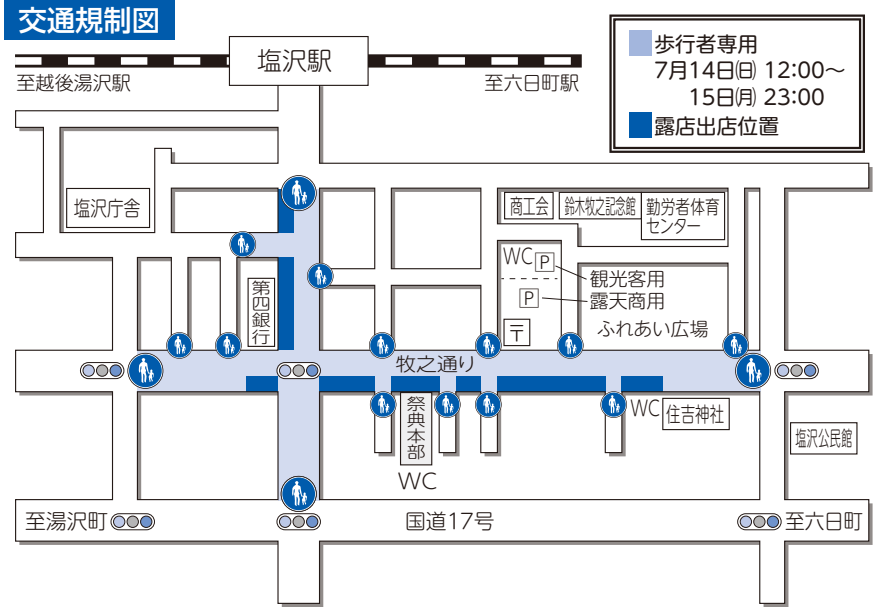 交通規制図
塩沢駅
至越後湯沢駅
至六日町駅
歩行者専用
7月14日㈰ 12:00～
15日㈪ 23:00
露店出店位置
塩沢庁舎
商工会
鈴木牧之記念館
勤労者体育
センター
WC P
観光客用
P
露天商用
第四銀行
〒
ふれあい広場
牧之通り
祭典本部
WC
WC
住吉神社
塩沢公民館
至湯沢町
国道17号
至六日町